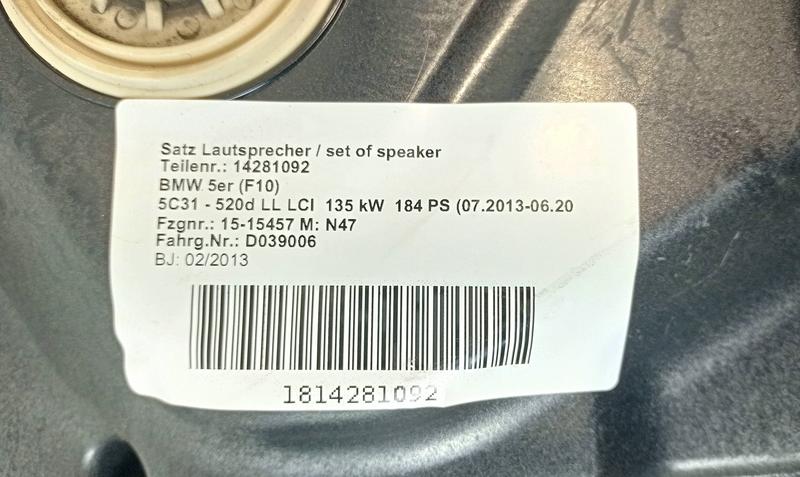 Satz Lautsprecher / set of speaker
Teilenr.: 14281092
BMW 5er (F10)
5C31 - 520d LL LCI 135 kW 184 PS (07.2013-06.20
Fzgnr.: 15-15457 M: N47
Fahrg.Nr.: D039006
BJ: 02/2013
1814281092